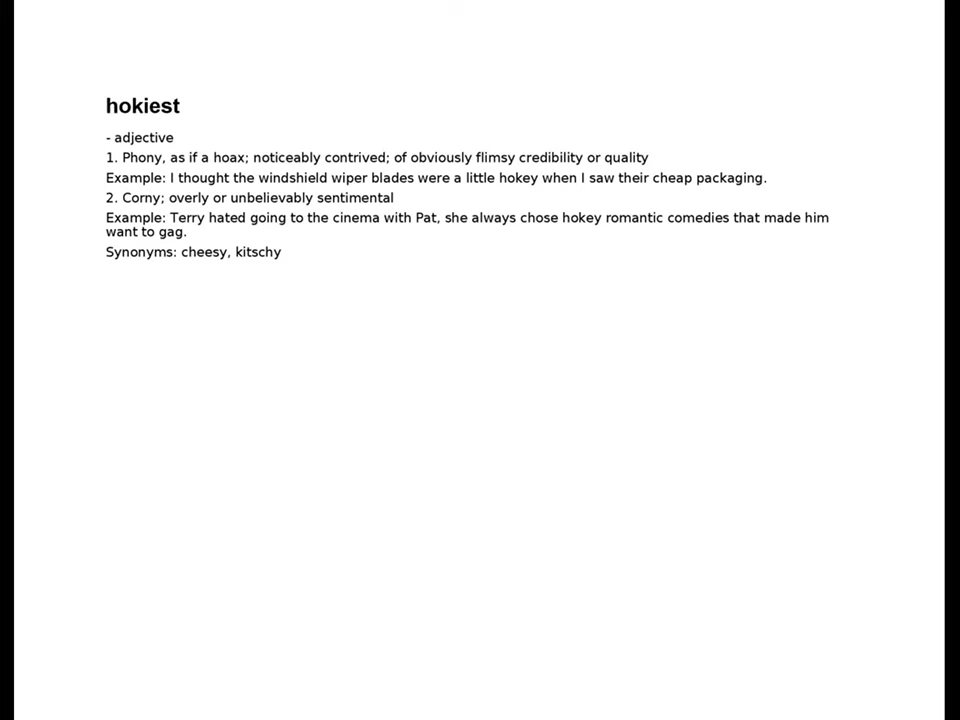 hokiest
- adjective
1. Phony, as if a hoax; noticeably contrived; of obviously flimsy credibility or quality
Example: I thought the windshield wiper blades were a little hokey when I saw their cheap packaging.
2. Corny; overly or unbelievably sentimental
Example: Terry hated going to the cinema with Pat, she always chose hokey romantic comedies that made him
want to gag.
Synonyms: cheesy, kitschy